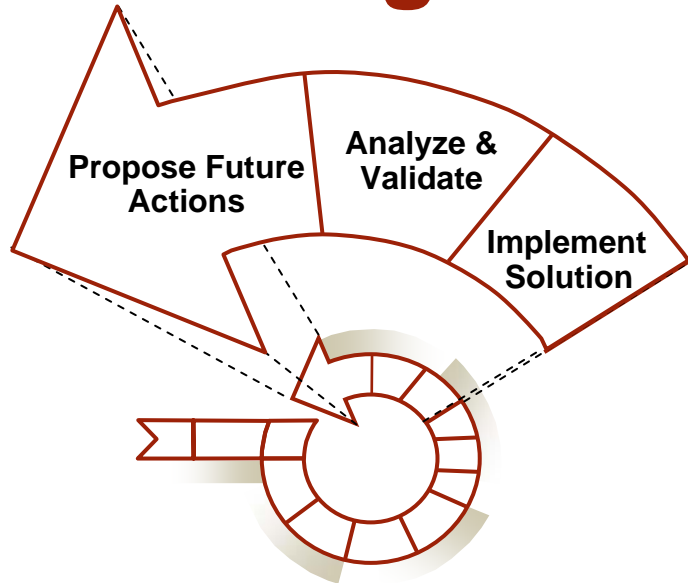 Propose Future
Actions
Analyze &
Validate
Implement
Solution